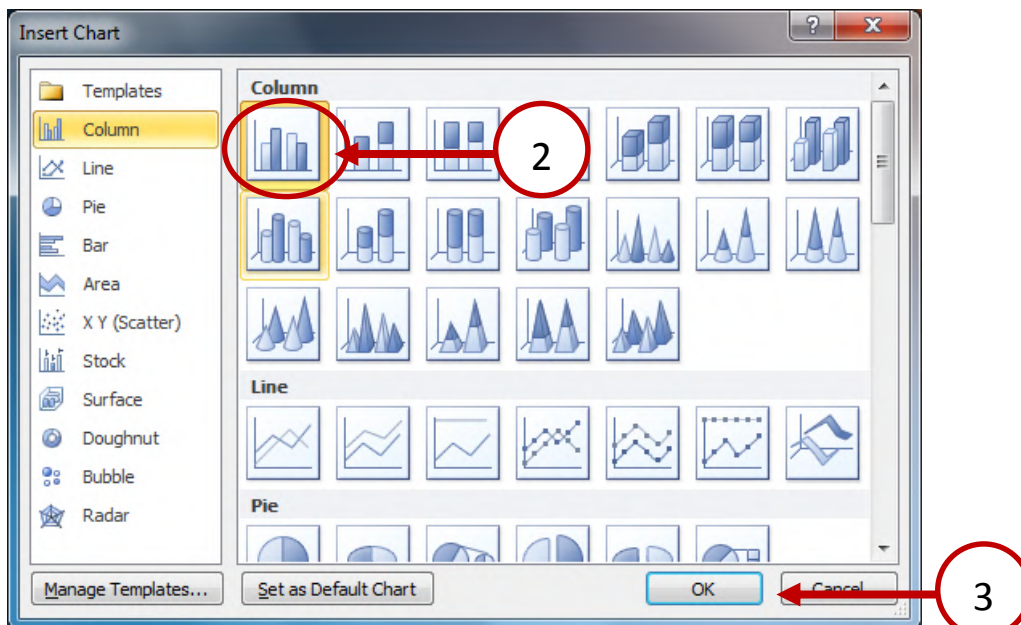 Insert Chart
Templates
Column
Line
Pie
Bar
Area
X Y (Scatter)
Stock
Surface
Doughnut
Bubble
Radar
Column
2
Line
Pie
Manage Templates...
Set as Default Chart
OK
Cancel
3